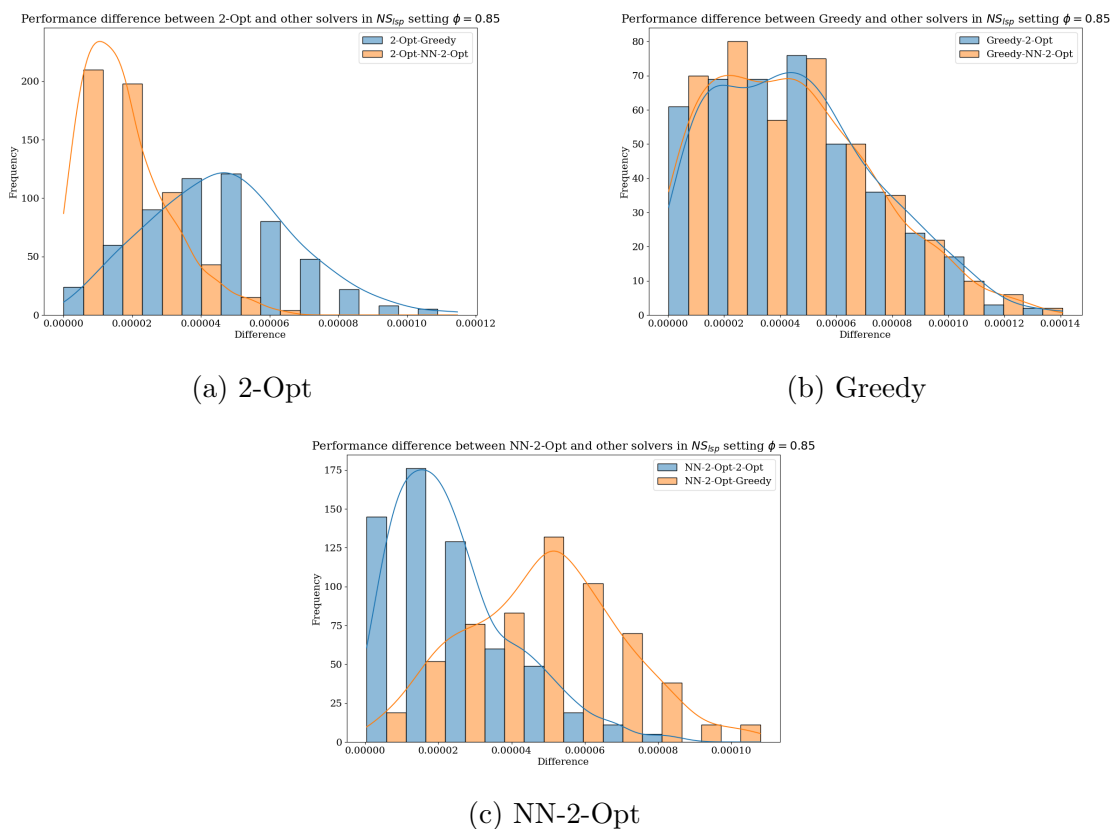 Performance difference between 2-Opt and other solvers in NS_lsp setting ϕ = 0.85
2-Opt-Greedy
2-Opt-NN-2-Opt
Frequency
200
150
100
50
0
0.00000 0.00002 0.00004 0.00006 0.00008 0.00010 0.00012
Difference
(a) 2-Opt
Performance difference between Greedy and other solvers in NS_lsp setting ϕ = 0.85
Greedy-2-Opt
Greedy-NN-2-Opt
Frequency
80
70
60
50
40
30
20
10
0
0.00000 0.00002 0.00004 0.00006 0.00008 0.00010 0.00012 0.00014
Difference
(b) Greedy
Performance difference between NN-2-Opt and other solvers in NS_lsp setting ϕ = 0.85
NN-2-Opt-2-Opt
NN-2-Opt-Greedy
Frequency
175
150
125
100
75
50
25
0
0.00000 0.00002 0.00004 0.00006 0.00008 0.00010
Difference
(c) NN-2-Opt